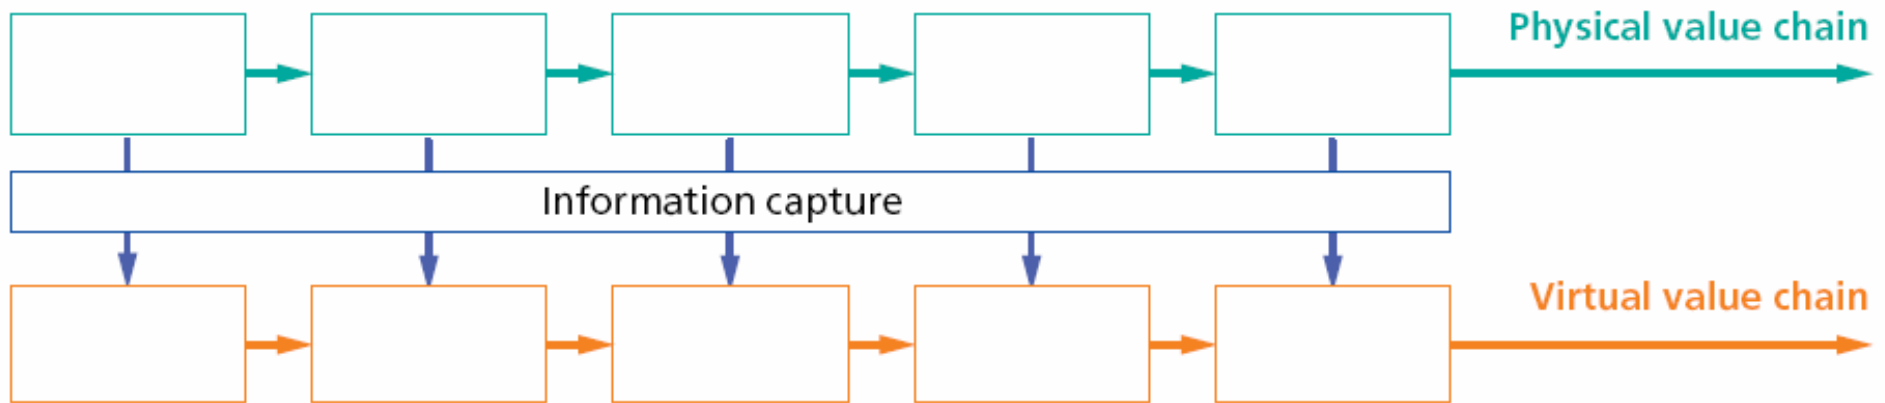 Physical value chain
Information capture
Virtual value chain